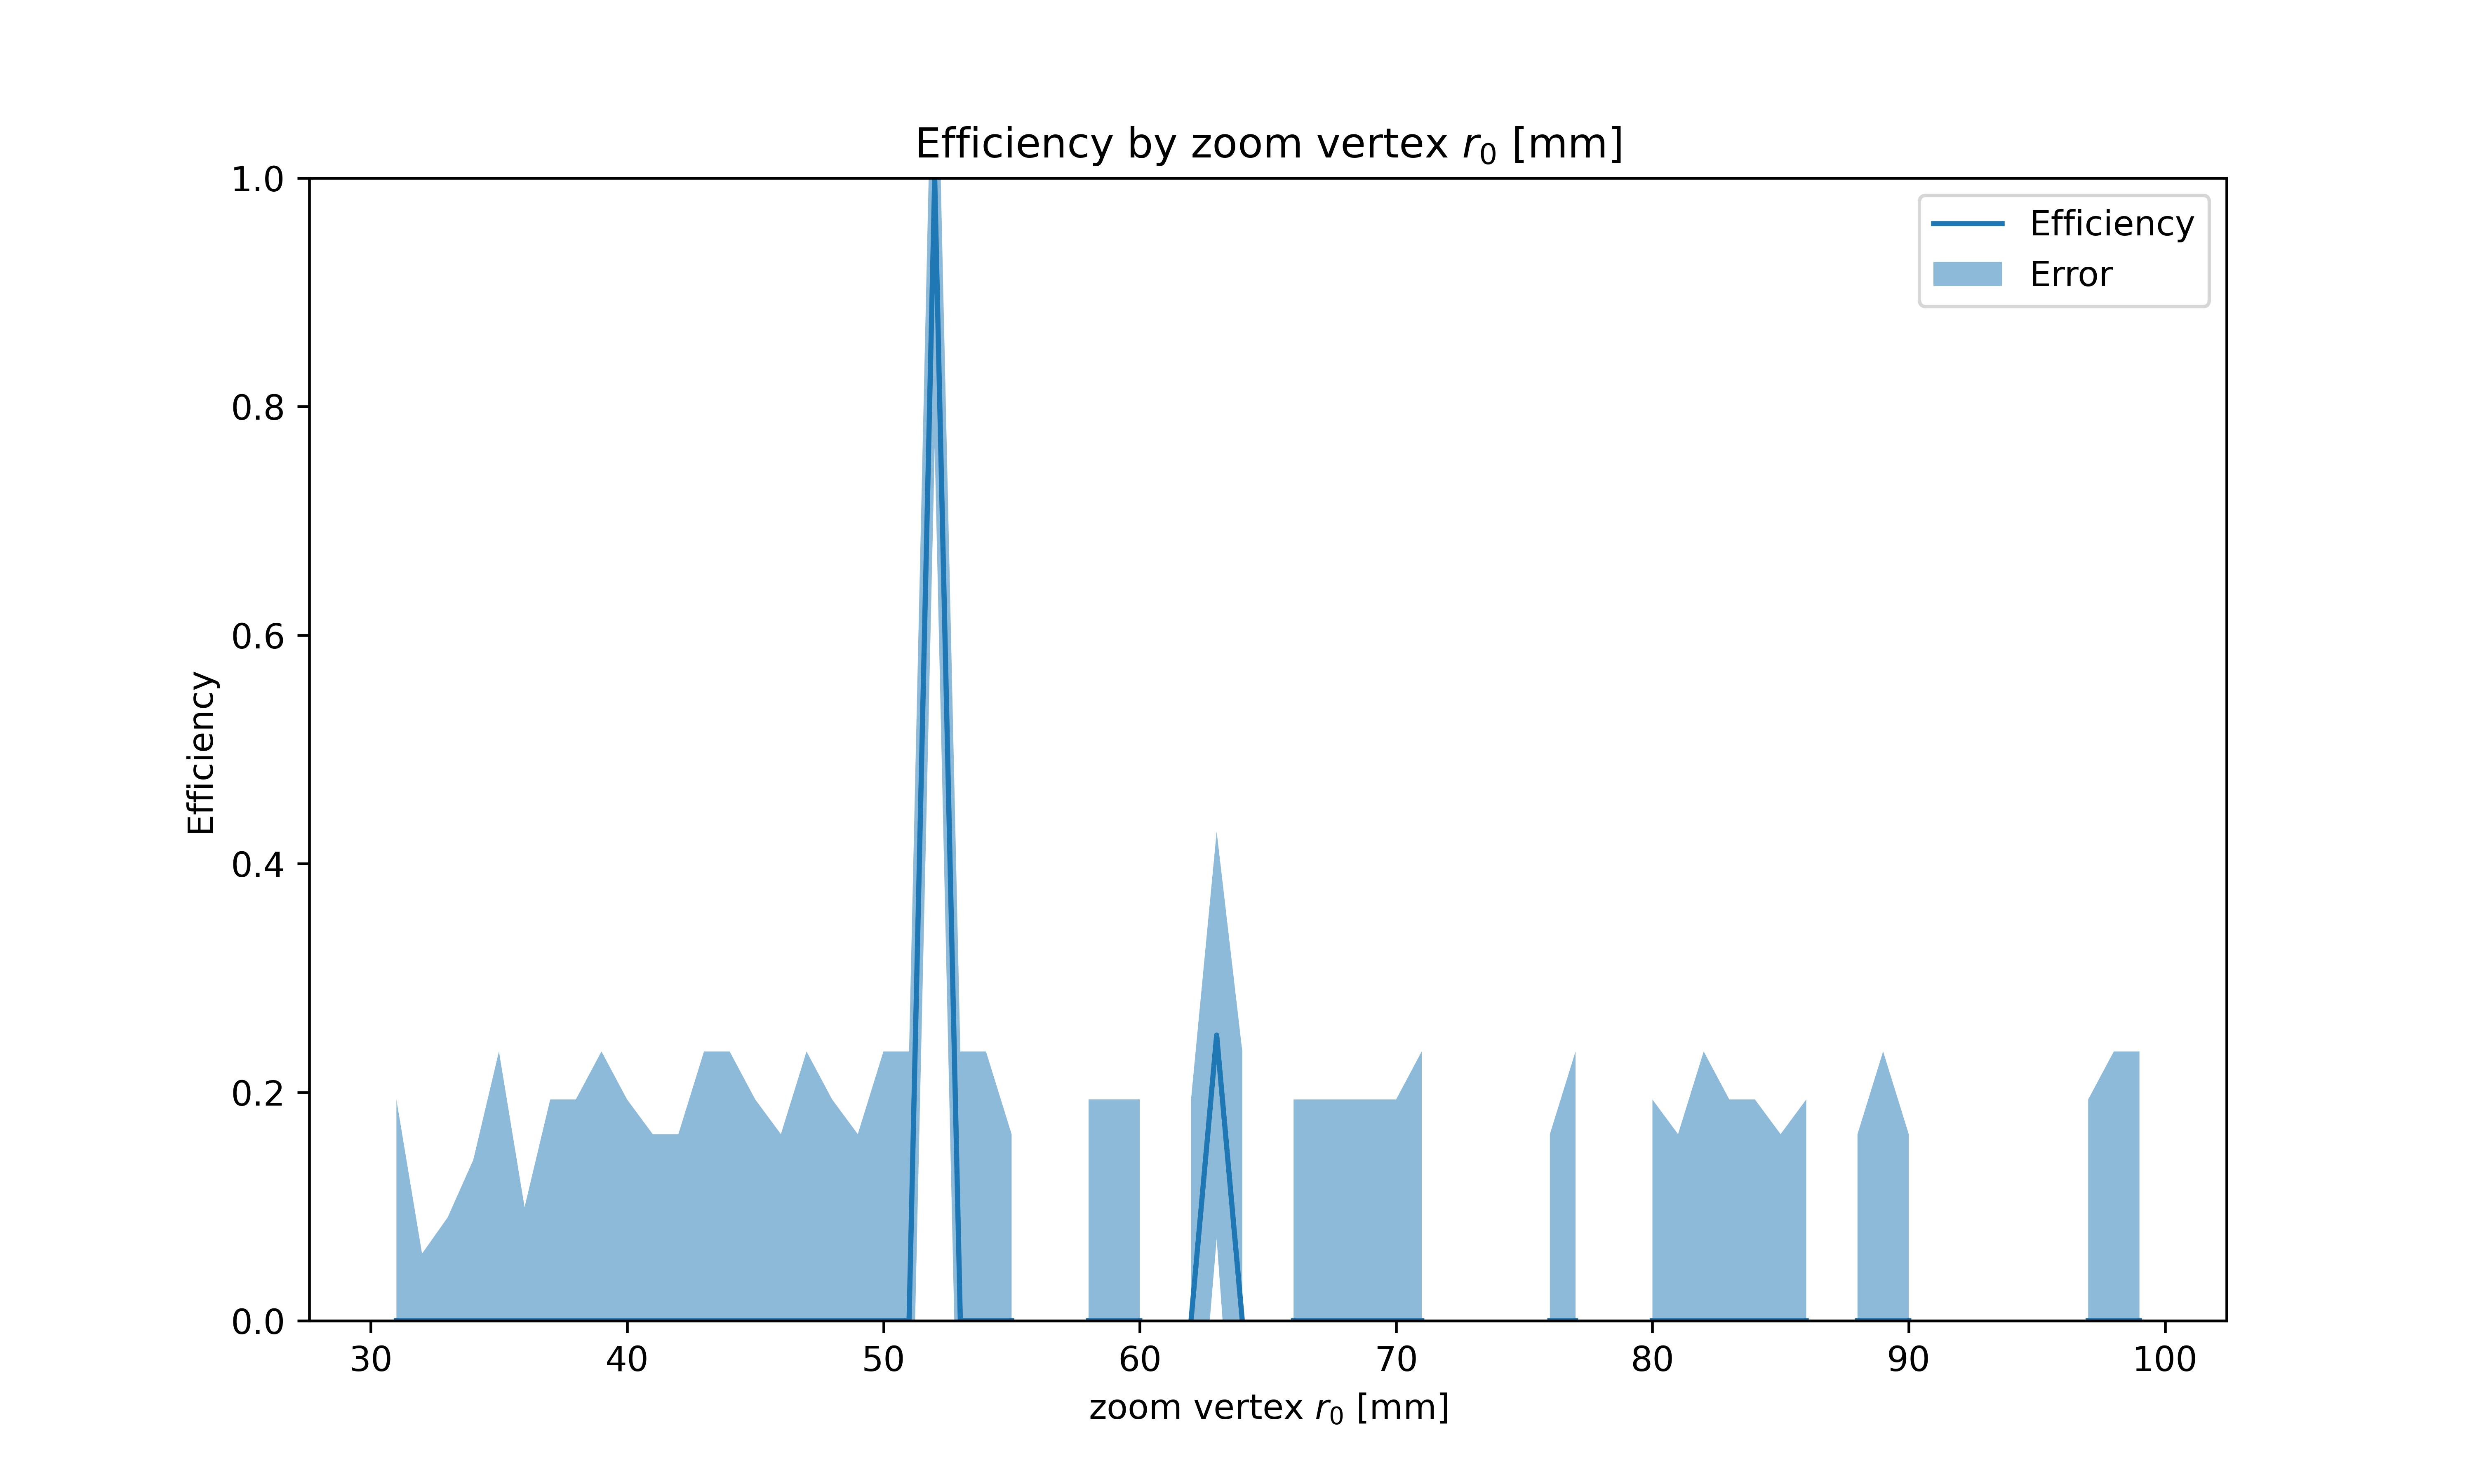 Efficiency by zoom vertex r₀ [mm]
Efficiency
Error
1.0
0.8
0.6
0.4
0.2
0.0
Efficiency
30 40 50 60 70 80 90 100
zoom vertex r₀ [mm]